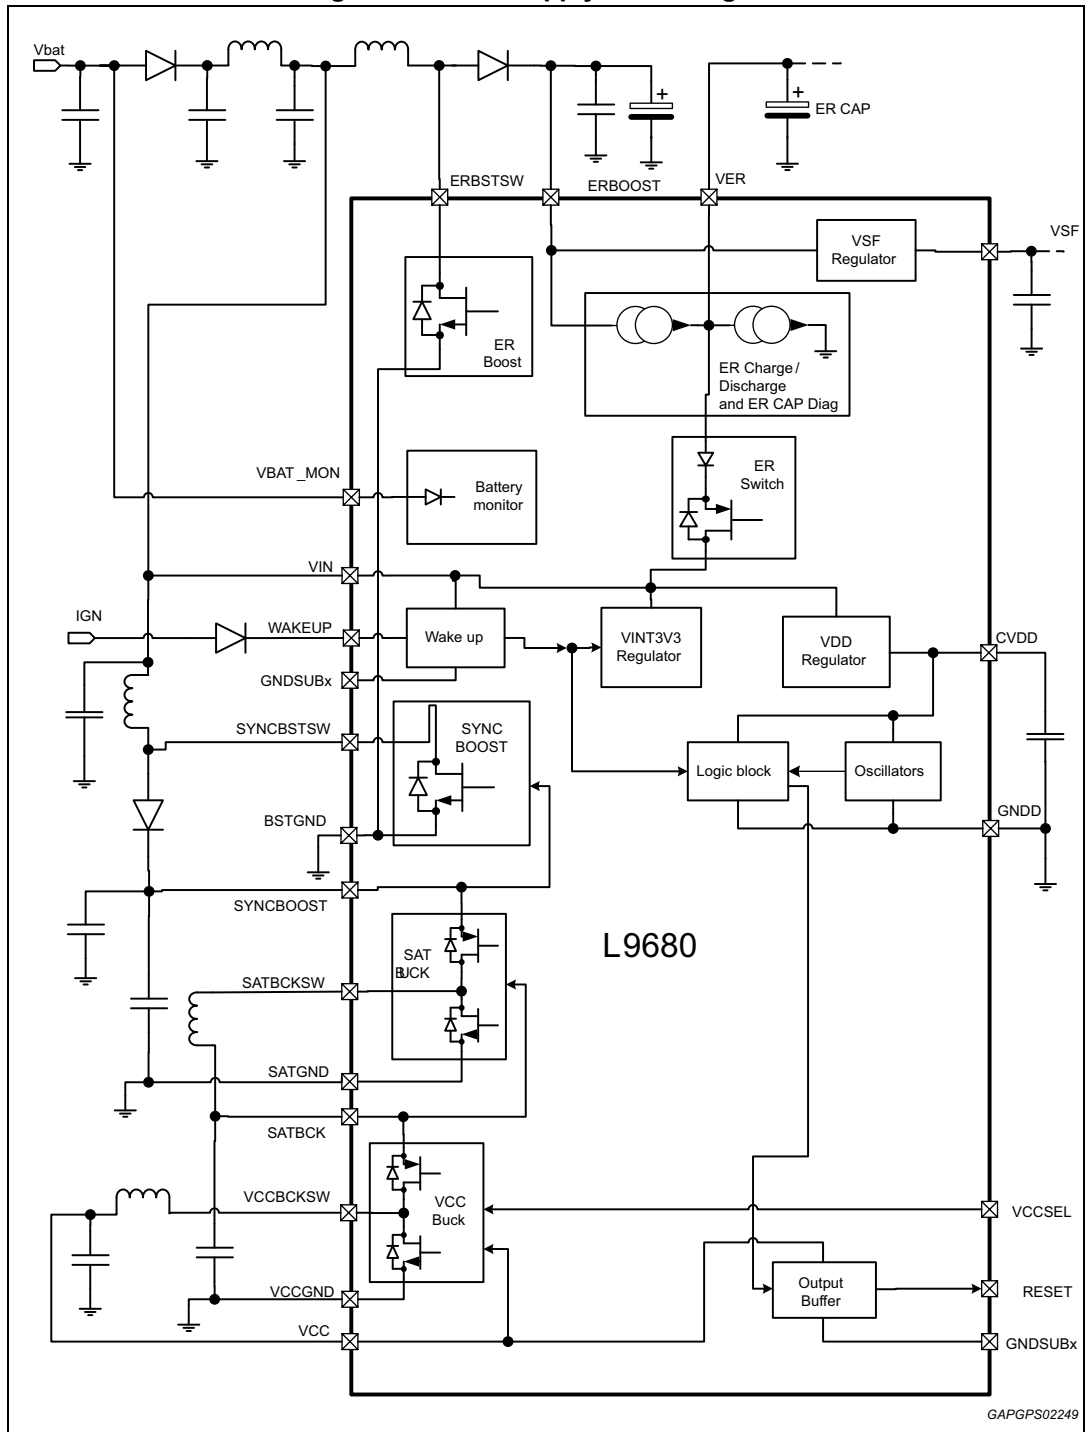 Vbat
+
+
ER CAP
ERBSTSW
ERBOOST
VER
VSF
Regulator
VSF
ER
Boost
ER Charge /
Discharge
and ER CAP Diag
VBAT _MON
Battery
monitor
ER
Switch
VIN
IGN
WAKEUP
Wake up
VINT3V3
Regulator
VDD
Regulator
CVDD
GNDSUBx
SYNCBSTSW
SYNC
BOOST
Logic block
Oscillators
BSTGND
GNDD
SYNCBOOST
L9680
SAT
BUCK
SATBCKSW
SATGND
SATBCK
VCCBCKSW
VCC
Buck
VCCSEL
VCCGND
Output
Buffer
RESET
VCC
GNDSUBx
GAPGPS02249